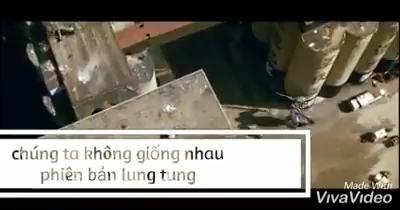 chúng ta không giống nhau
phiên bản lung tung
Made With
VivaVideo